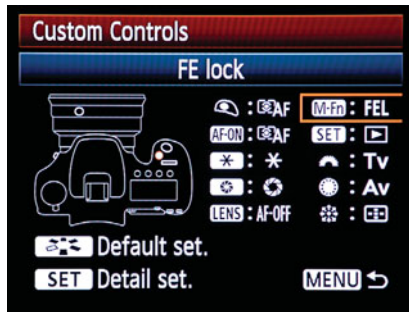 Custom Controls
FE lock
AF M-Fn : FEL
AF-ON : AF SET :
: Tv
: Av
LENS : AF-OFF
Default set.
SET Detail set. MENU